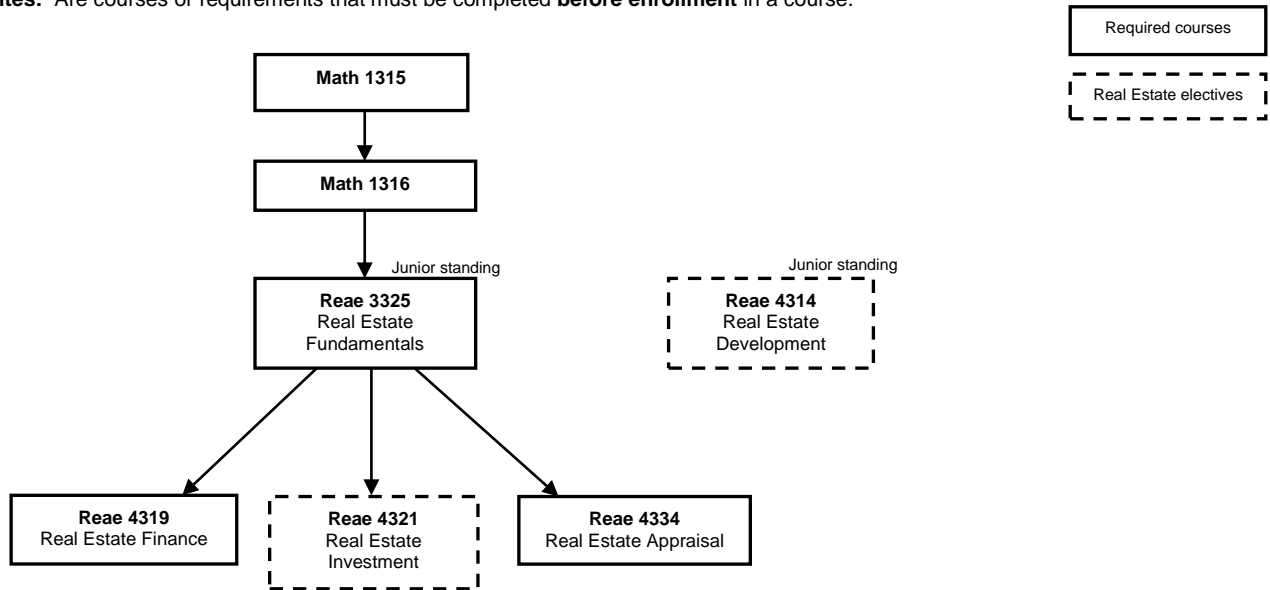 Are courses or requirements that must be completed before enrollment in a course.
Required courses
Real Estate electives
Math 1315
Math 1316
Junior standing
Reae 3325
Real Estate
Fundamentals
Junior standing
Reae 4314
Real Estate
Development
Reae 4319
Real Estate Finance
Reae 4321
Real Estate
Investment
Reae 4334
Real Estate Appraisal